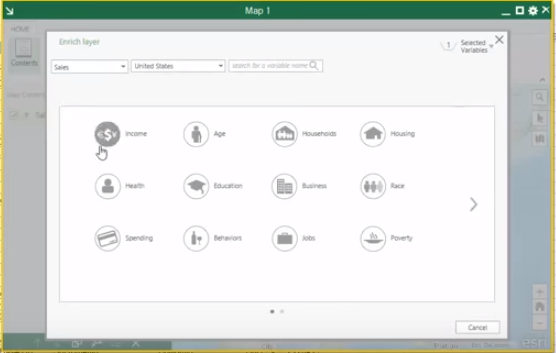 Map 1
HOME
Enrich layer
1
Selected
Variables
Sales
United States
search for a variable name
Contents
Map Contents
Income
Age
Households
Housing
Health
Education
Business
Race
Spending
Behaviors
Jobs
Poverty
Cancel
esri